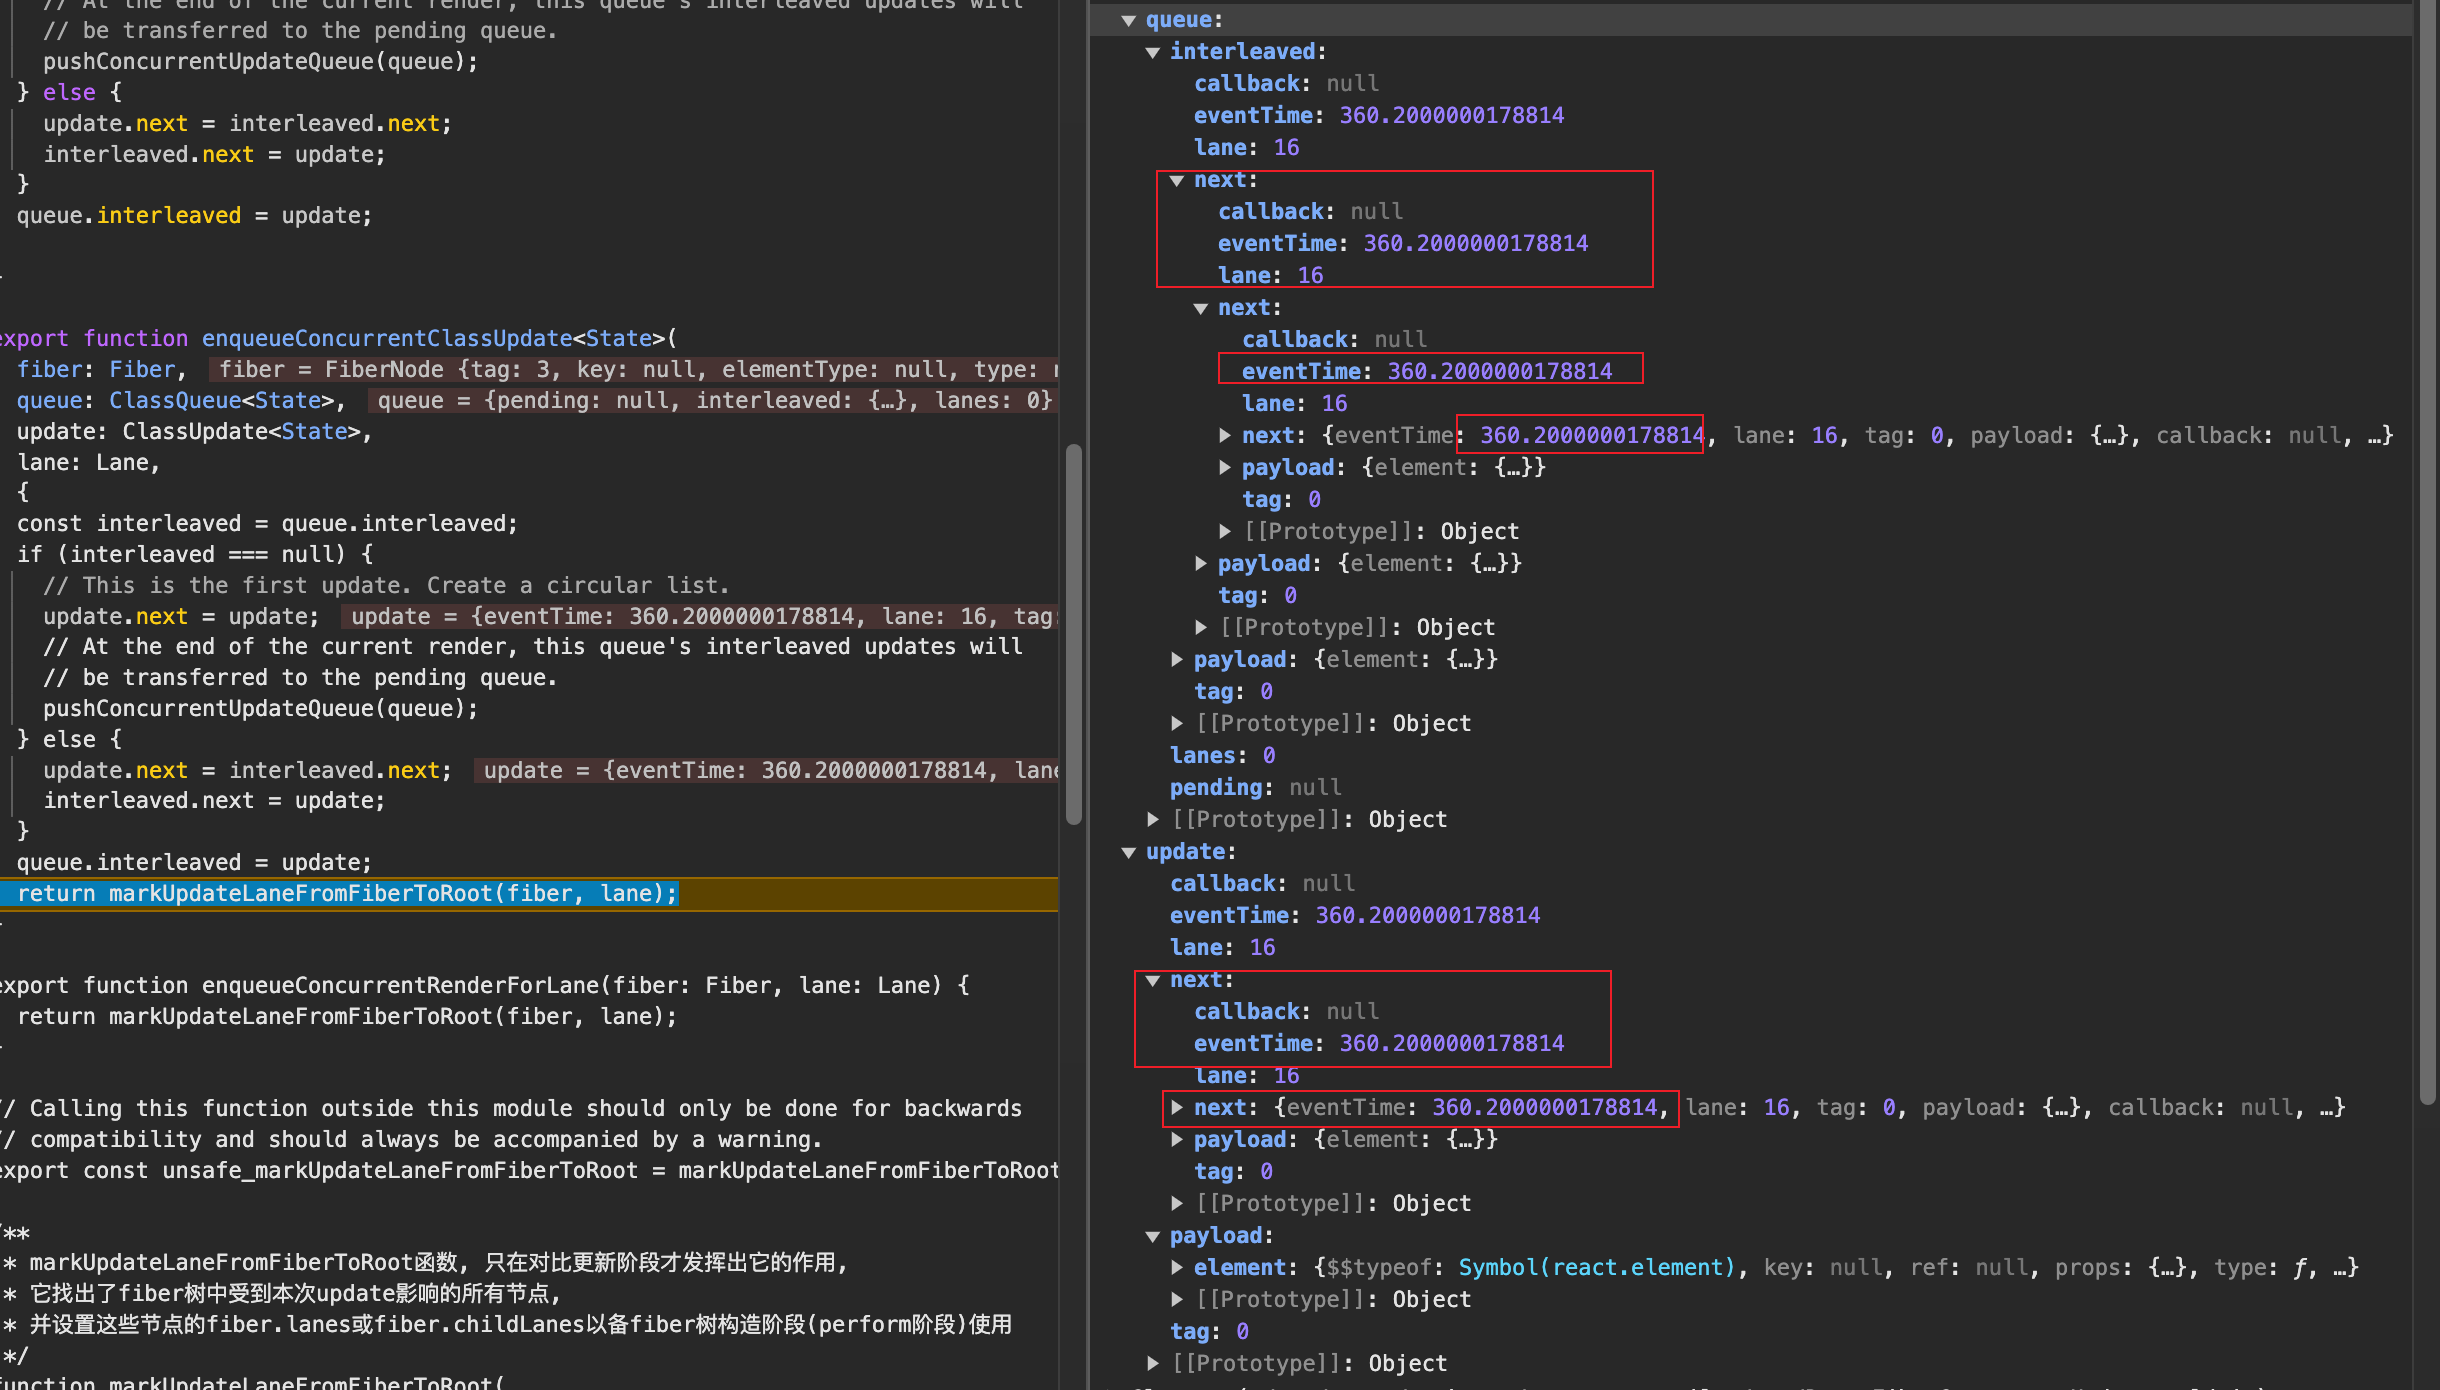 // At the end of the current render, this queue's interleaved updates will
// be transferred to the pending queue.
pushConcurrentUpdateQueue(queue);
} else {
update.next = interleaved.next;
interleaved.next = update;
}
queue.interleaved = update;
export function enqueueConcurrentClassUpdate<State>(
fiber: Fiber, fiber = FiberNode {tag: 3, key: null, elementType: null, type:
queue: ClassQueue<State>, queue = {pending: null, interleaved: {…}, lanes: 0}
update: ClassUpdate<State>,
lane: Lane,
{
const interleaved = queue.interleaved;
if (interleaved === null) {
// This is the first update. Create a circular list.
update.next = update; update = {eventTime: 360.2000000178814, lane: 16, tag:
// At the end of the current render, this queue's interleaved updates will
// be transferred to the pending queue.
pushConcurrentUpdateQueue(queue);
} else {
update.next = interleaved.next; update = {eventTime: 360.2000000178814, lane
interleaved.next = update;
}
queue.interleaved = update;
return markUpdateLaneFromFiberToRoot(fiber, lane);
export function enqueueConcurrentRenderForLane(fiber: Fiber, lane: Lane) {
return markUpdateLaneFromFiberToRoot(fiber, lane);
// Calling this function outside this module should only be done for backwards
// compatibility and should always be accompanied by a warning.
export const unsafe_markUpdateLaneFromFiberToRoot = markUpdateLaneFromFiberToRoot
/**
* markUpdateLaneFromFiberToRoot函数, 只在对比更新阶段才发挥出它的作用,
* 它找出了fiber树中受到本次update影响的所有节点,
* 并设置这些节点的fiber.lanes或fiber.childLanes以备fiber树构造阶段(perform阶段)使用
*/
function markUpdateLaneFromFiberToRoot(
queue:
interleaved:
callback: null
eventTime: 360.2000000178814
lane: 16
next:
callback: null
eventTime: 360.2000000178814
lane: 16
next:
callback: null
eventTime: 360.2000000178814
lane: 16
next: {eventTime: 360.2000000178814, lane: 16, tag: 0, payload: {…}, callback: null, …}
payload: {element: {…}}
tag: 0
[[Prototype]]: Object
payload: {element: {…}}
tag: 0
[[Prototype]]: Object
payload: {element: {…}}
tag: 0
[[Prototype]]: Object
lanes: 0
pending: null
[[Prototype]]: Object
update:
callback: null
eventTime: 360.2000000178814
lane: 16
next:
callback: null
eventTime: 360.2000000178814
lane: 16
next: {eventTime: 360.2000000178814, lane: 16, tag: 0, payload: {…}, callback: null, …}
payload: {element: {…}}
tag: 0
[[Prototype]]: Object
payload:
element: {$$typeof: Symbol(react.element), key: null, ref: null, props: {…}, type: ƒ, …}
[[Prototype]]: Object
tag: 0
[[Prototype]]: Object